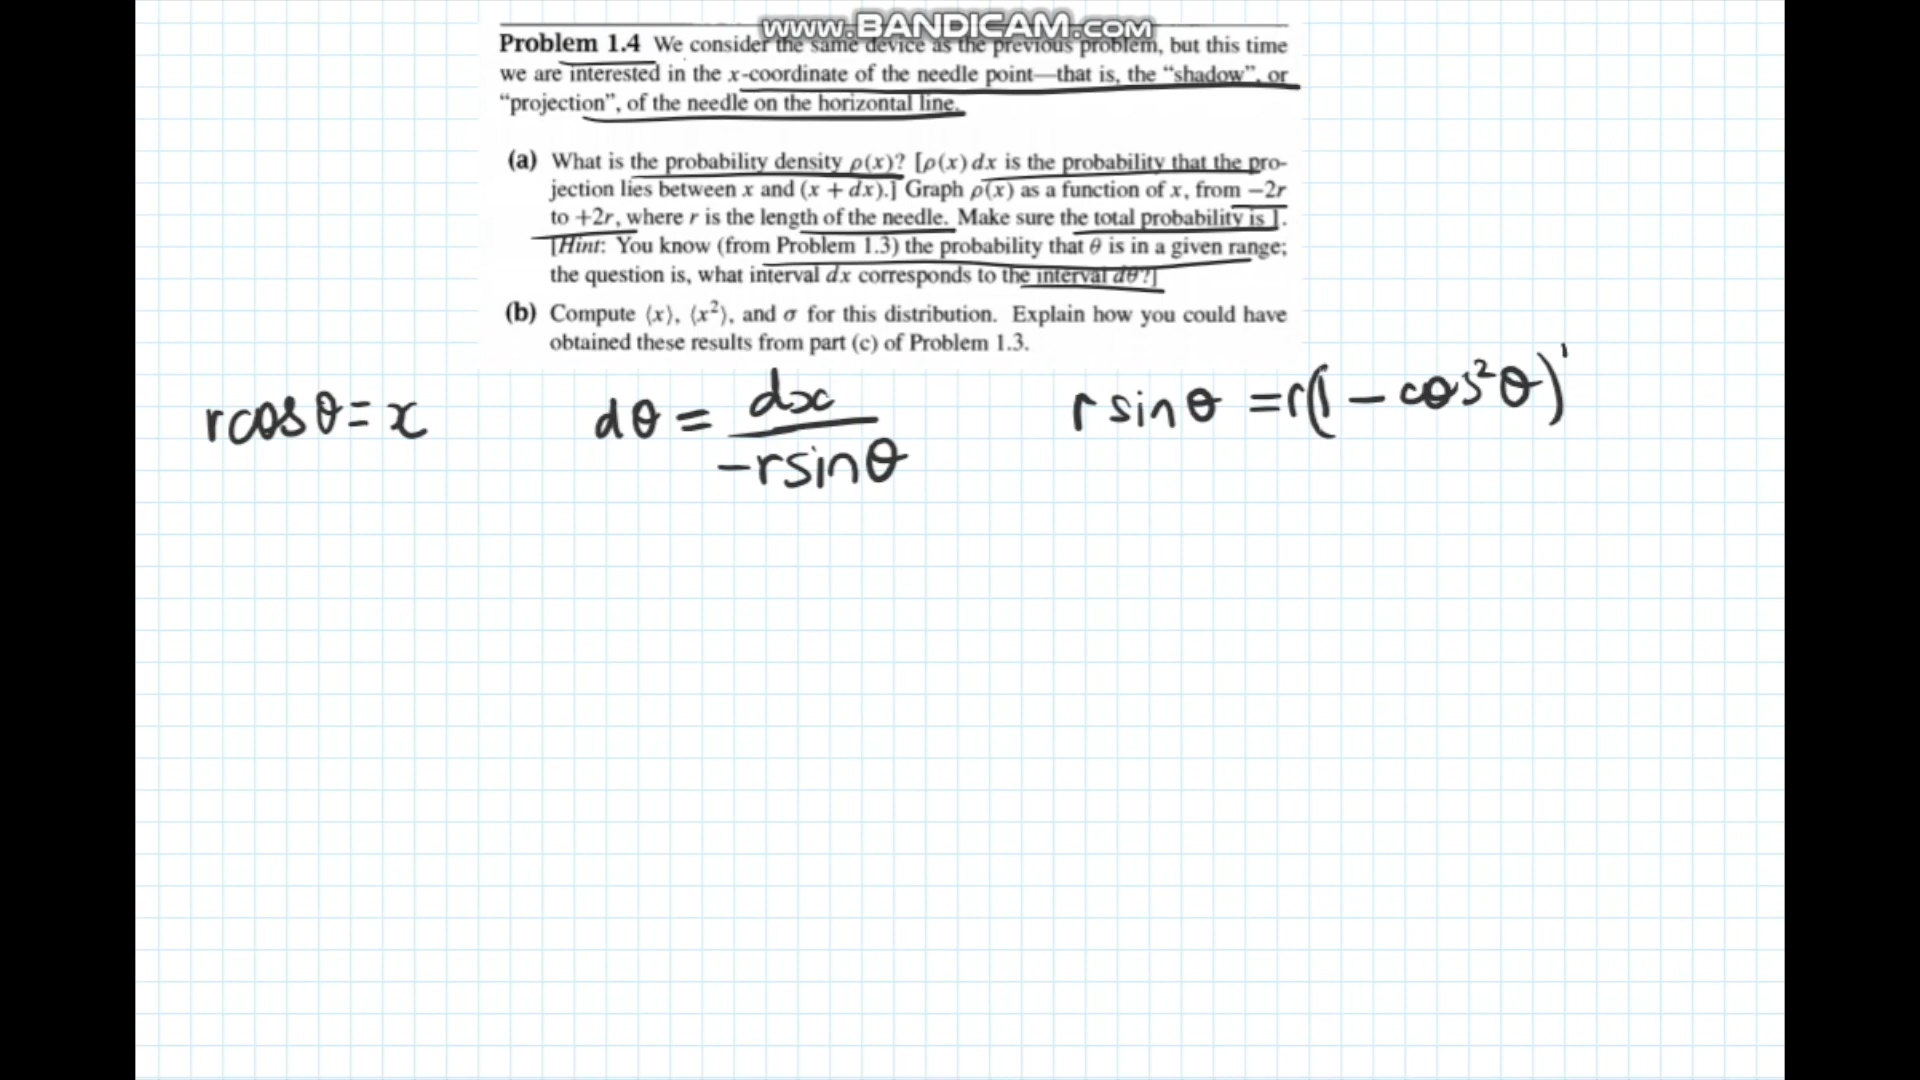 www.BANDICAM.com
Problem 1.4 We consider the same device as the previous problem, but this time
we are interested in the x-coordinate of the needle point—that is, the “shadow”, or
“projection”, of the needle on the horizontal line.
(a) What is the probability density ρ(x)? [ρ(x) dx is the probability that the pro-
jection lies between x and (x + dx).] Graph ρ(x) as a function of x, from −2r
to +2r, where r is the length of the needle. Make sure the total probability is 1.
[Hint: You know (from Problem 1.3) the probability that θ is in a given range;
the question is, what interval dx corresponds to the interval dθ?]
(b) Compute ⟨x⟩, ⟨x²⟩, and σ for this distribution. Explain how you could have
obtained these results from part (c) of Problem 1.3.
rcosθ = x
dθ = dx / −rsinθ
r sinθ = r(1 − cos²θ)'